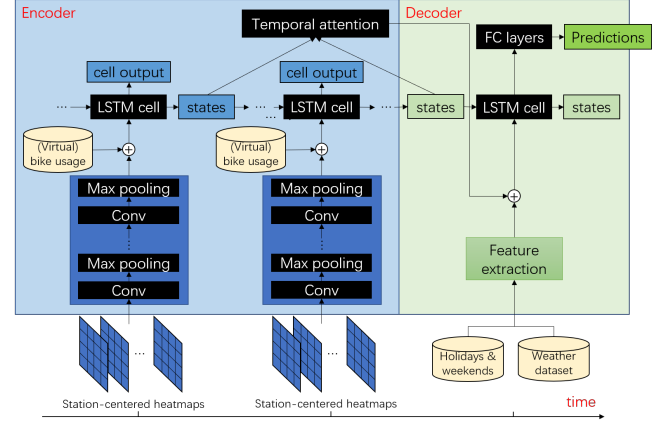 Encoder
Temporal attention
Decoder
FC layers
Predictions
cell output
cell output
...
LSTM cell
states
... ...
...
LSTM cell
... ...
states
LSTM cell
states
(Virtual)
bike usage
(Virtual)
bike usage
Max pooling
Conv
...
Max pooling
Conv
Max pooling
Conv
...
Max pooling
Conv
Feature
extraction
...
...
Holidays &
weekends
Weather
dataset
Station-centered heatmaps
Station-centered heatmaps
time